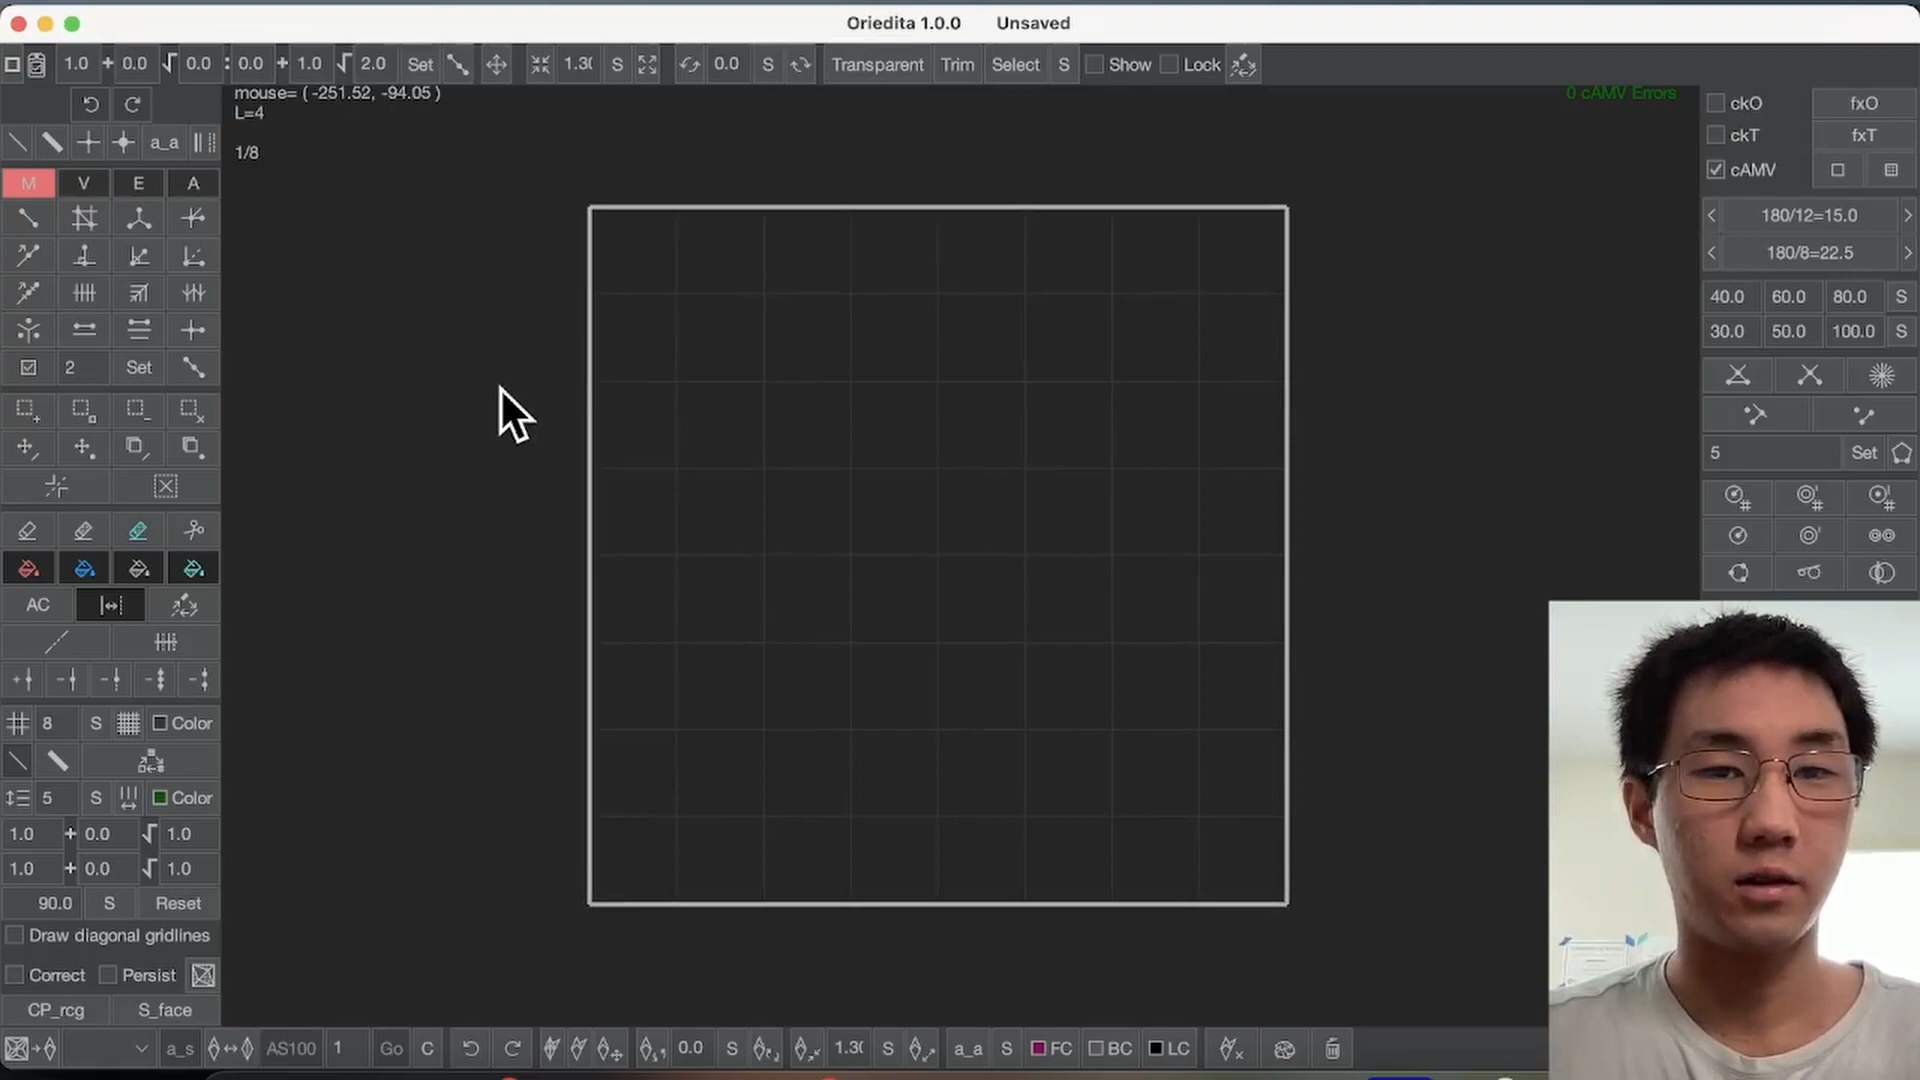 Oriedita 1.0.0 Unsaved
1.0 + 0.0 √ 0.0 : 0.0 + 1.0 √ 2.0 Set 1.3( S 0.0 S Transparent Trim Select S Show Lock
mouse= ( -251.52, -94.05 )
L=4
1/8
0 cAMV Errors
a_a
M V E A
2 Set
AC
8 S Color
5 S Color
1.0 + 0.0 √ 1.0
1.0 + 0.0 √ 1.0
90.0 S Reset
Draw diagonal gridlines
Correct Persist
CP_rcg S_face
ckO fxO
ckT fxT
cAMV
< 180/12=15.0 >
< 180/8=22.5 >
40.0 60.0 80.0 S
30.0 50.0 100.0 S
5 Set
a_s AS100 1 Go C 0.0 S 1.3( S a_a S FC BC LC